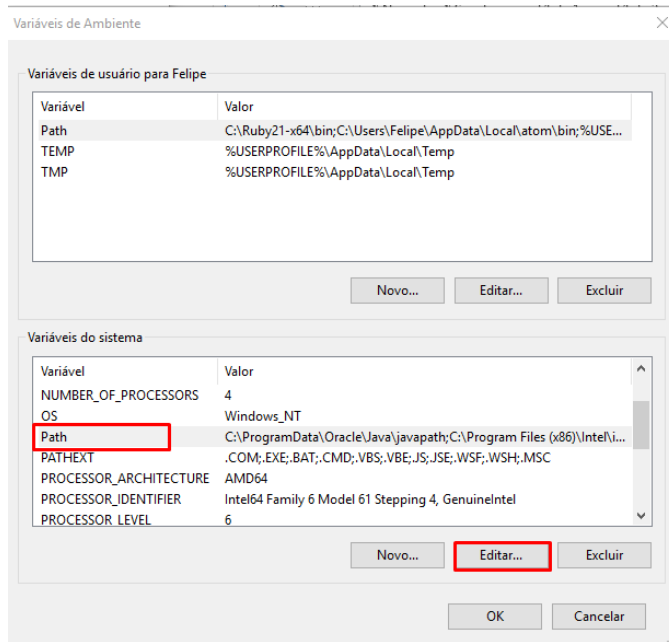 Variáveis de Ambiente
Variáveis de usuário para Felipe
Variável Valor
Path C:\Ruby21-x64\bin;C:\Users\Felipe\AppData\Local\atom\bin;%USE...
TEMP %USERPROFILE%\AppData\Local\Temp
TMP %USERPROFILE%\AppData\Local\Temp
Novo... Editar... Excluir
Variáveis do sistema
Variável Valor
NUMBER_OF_PROCESSORS 4
OS Windows_NT
Path C:\ProgramData\Oracle\Java\javapath;C:\Program Files (x86)\Intel\i...
PATHEXT .COM;.EXE;.BAT;.CMD;.VBS;.VBE;.JS;.JSE;.WSF;.WSH;.MSC
PROCESSOR_ARCHITECTURE AMD64
PROCESSOR_IDENTIFIER Intel64 Family 6 Model 61 Stepping 4, GenuineIntel
PROCESSOR_LEVEL 6
Novo... Editar... Excluir
OK Cancelar